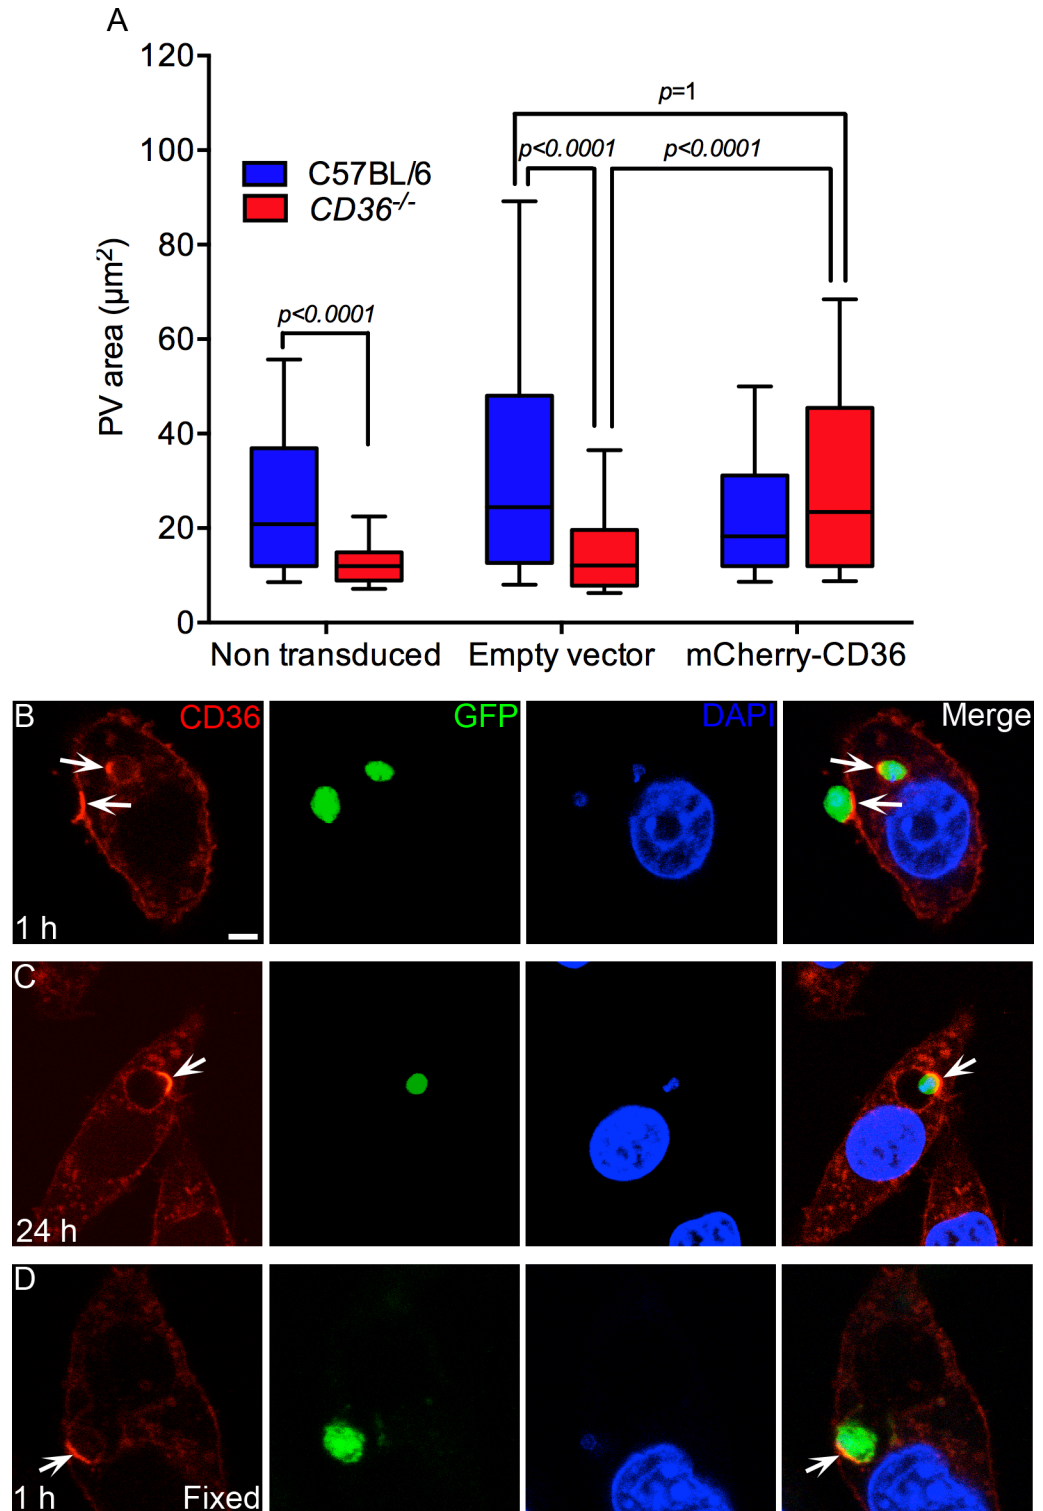 A
120
100
80
60
40
20
0
PV area (µm²)
C57BL/6
CD36-/-
p<0.0001
p<0.0001
p<0.0001
p=1
Non transduced
Empty vector
mCherry-CD36
B
CD36
GFP
DAPI
Merge
1 h
C
24 h
D
1 h
Fixed